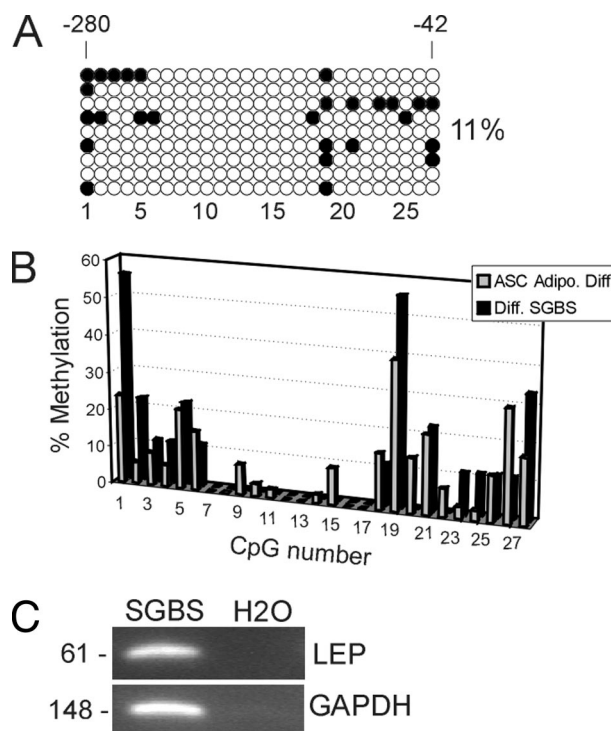 A
-280 -42
11%
1 5 10 15 20 25
B
60
50
40
30
20
10
0
% Methylation
ASC Adipo. Diff
Diff. SGBS
1 3 5 7 9 11 13 15 17 19 21 23 25 27
CpG number
C
SGBS H2O
61 - LEP
148 - GAPDH